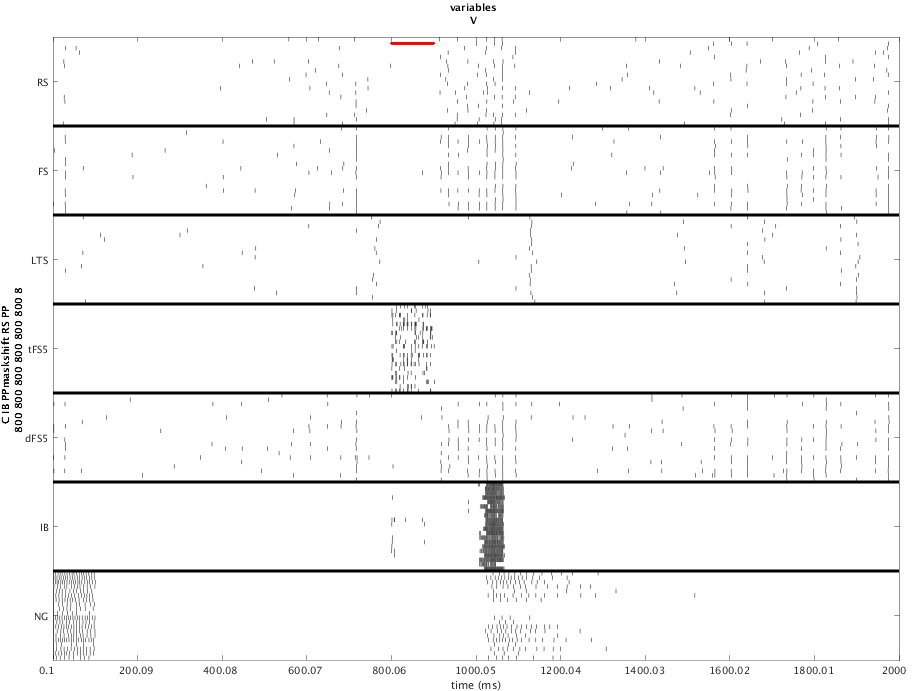 variables
V
RS
FS
LTS
tFS5
dFS5
IB
NG
C IB PPmaskshift RS PP
800 800 800 800 800 800 8
0.1 200.09 400.08 600.07 800.06 1000.05 1200.04 1400.03 1600.02 1800.01 2000
time (ms)